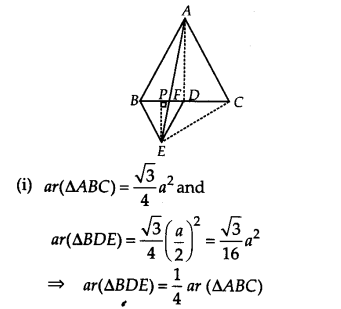 A
B P F D C
E
(i) ar(ΔABC) = √3/4 a² and
ar(ΔBDE) = √3/4 (a/2)² = √3/16 a²
⇒ ar(ΔBDE) = 1/4 ar (ΔABC)